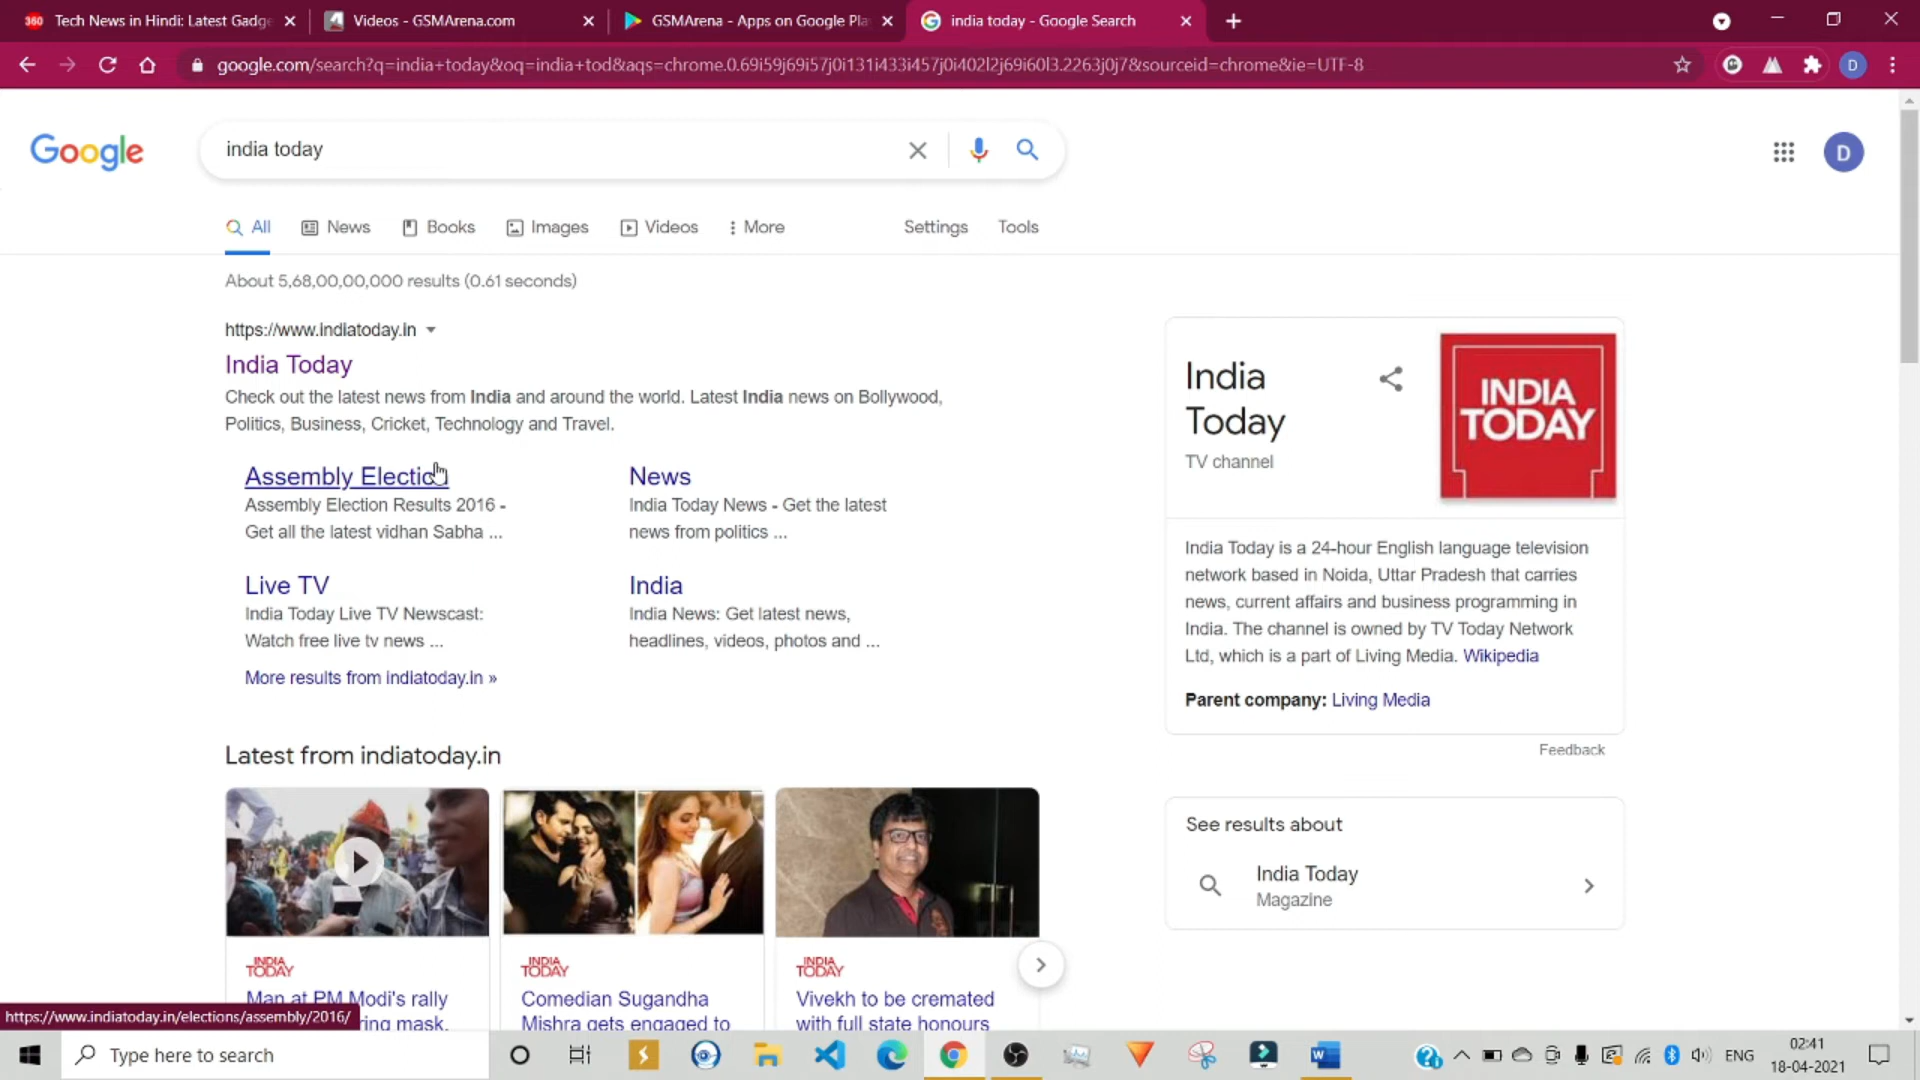 360 Tech News in Hindi: Latest Gadge
Videos - GSMArena.com
GSMArena - Apps on Google Pla
india today - Google Search
google.com/search?q=india+today&oq=india+tod&aqs=chrome.0.69i59j69i57j0i131i433i457j0i402l2j69i60l3.2263j0j7&sourceid=chrome&ie=UTF-8
D
Google
india today
D
All News Books Images Videos More Settings Tools
About 5,68,00,00,000 results (0.61 seconds)
https://www.indiatoday.in
India Today
Check out the latest news from India and around the world. Latest India news on Bollywood,
Politics, Business, Cricket, Technology and Travel.
Assembly Election
Assembly Election Results 2016 -
Get all the latest vidhan Sabha ...
News
India Today News - Get the latest
news from politics ...
Live TV
India Today Live TV Newscast:
Watch free live tv news ...
India
India News: Get latest news,
headlines, videos, photos and ...
More results from indiatoday.in »
Latest from indiatoday.in
INDIA
TODAY
Man at PM Modi's rally
ring mask,
INDIA
TODAY
Comedian Sugandha
Mishra gets engaged to
INDIA
TODAY
Vivekh to be cremated
with full state honours
India
Today
TV channel
INDIA
TODAY
India Today is a 24-hour English language television
network based in Noida, Uttar Pradesh that carries
news, current affairs and business programming in
India. The channel is owned by TV Today Network
Ltd, which is a part of Living Media. Wikipedia
Parent company: Living Media
Feedback
See results about
India Today
Magazine
https://www.indiatoday.in/elections/assembly/2016/
Type here to search
W
ENG
02:41
18-04-2021